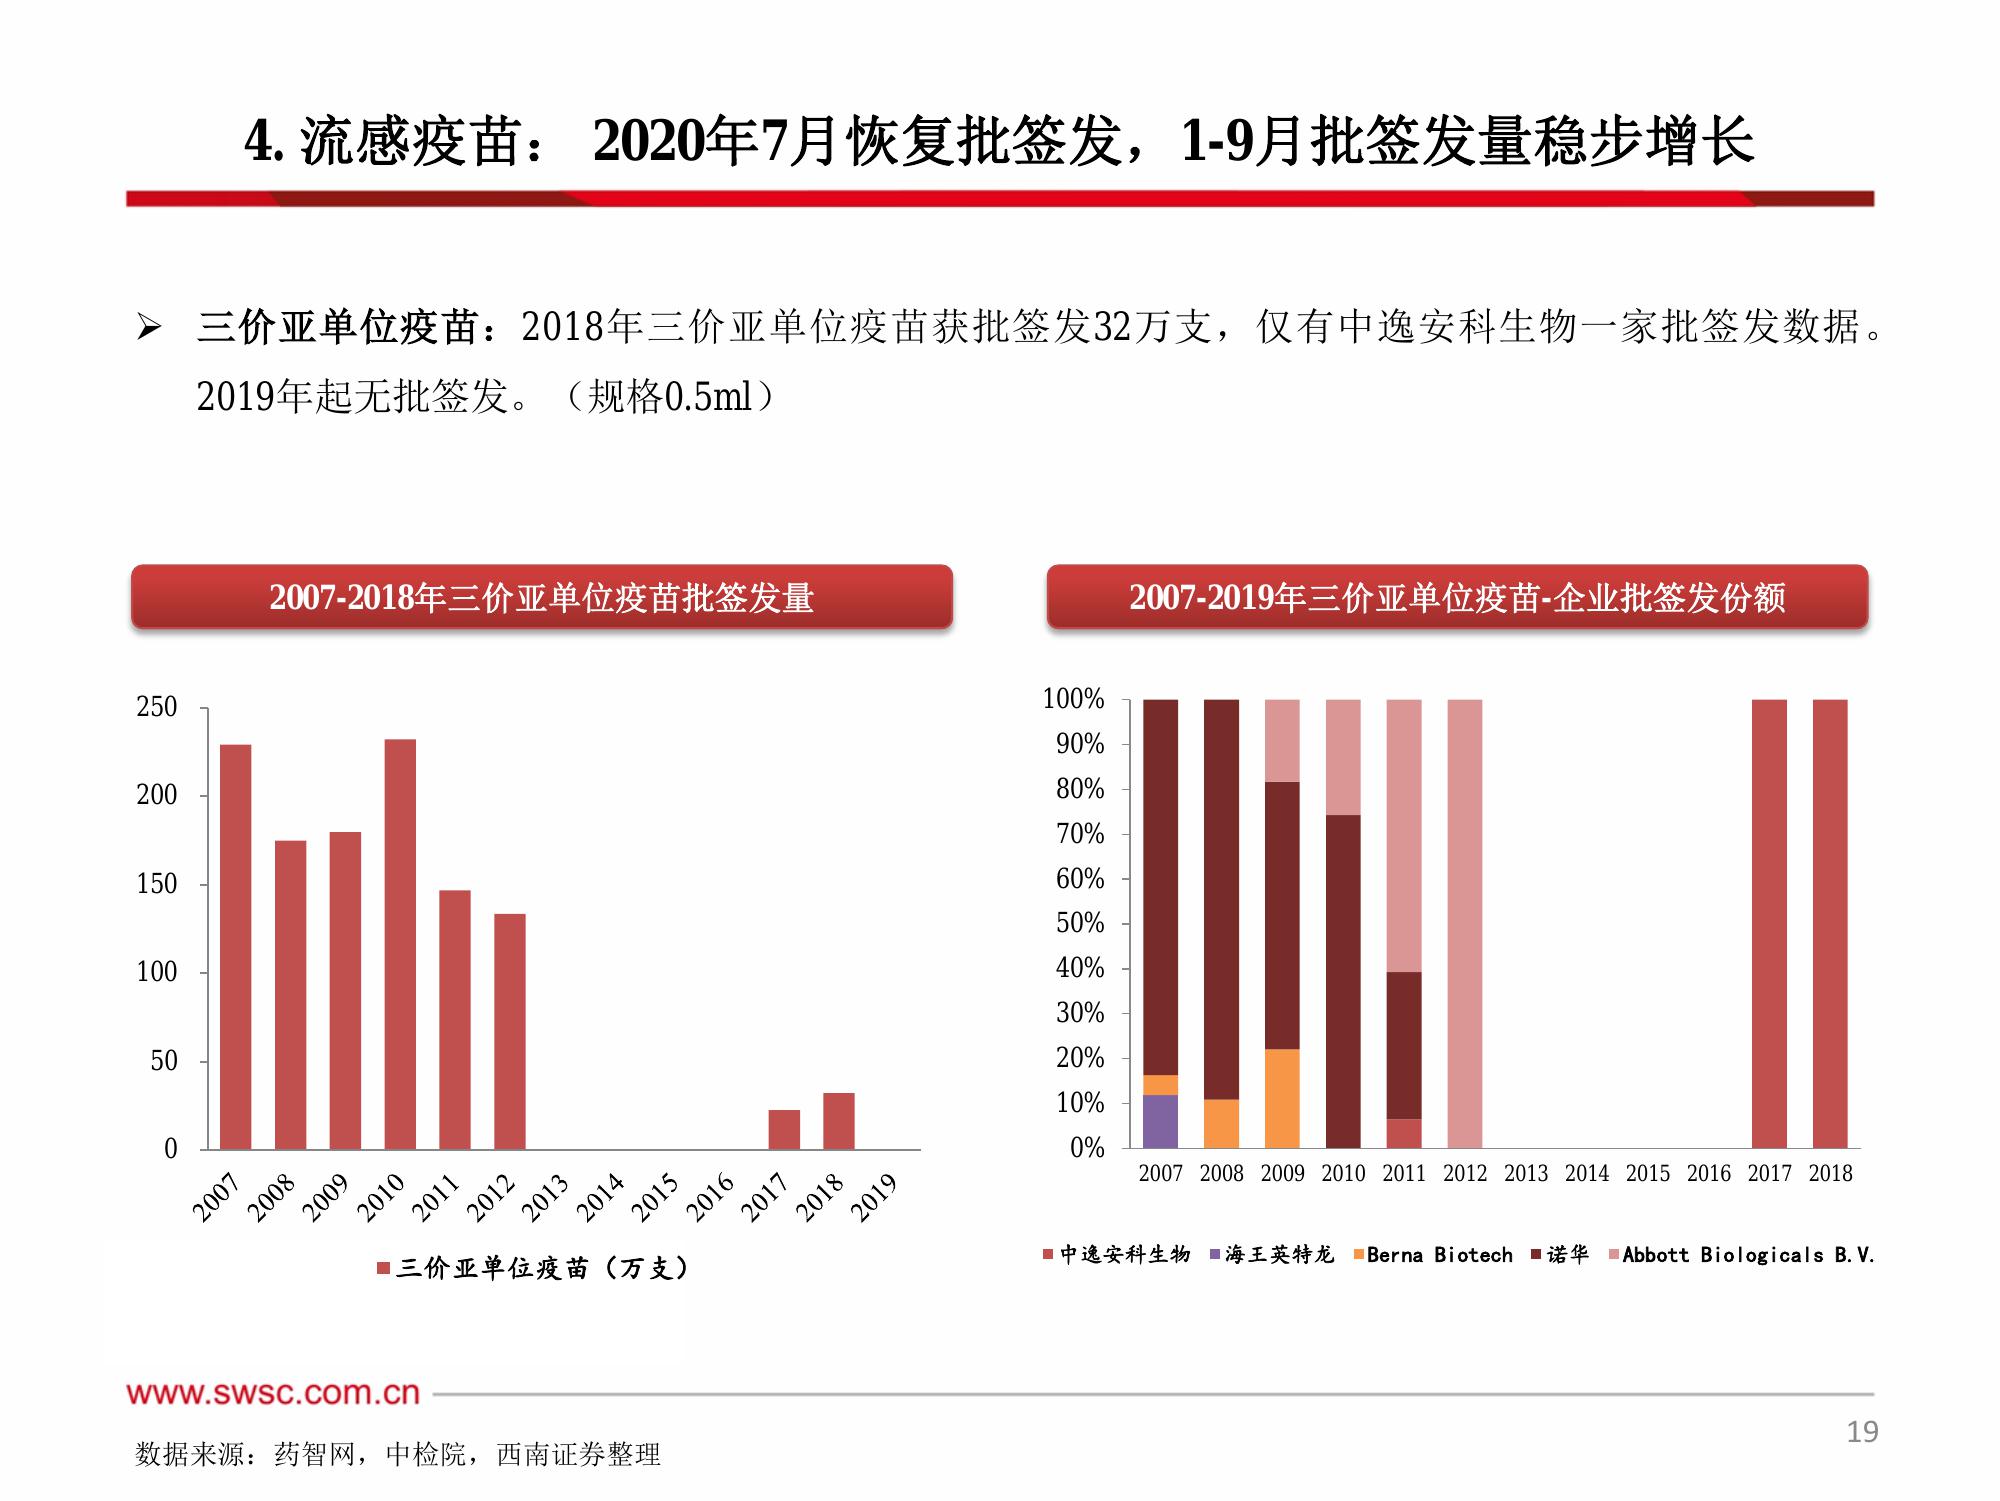 4. 流感疫苗： 2020年7月恢复批签发，1-9月批签发量稳步增长
➢ 三价亚单位疫苗：2018年三价亚单位疫苗获批签发32万支，仅有中逸安科生物一家批签发数据。
2019年起无批签发。（规格0.5ml）
2007-2018年三价亚单位疫苗批签发量
250
200
150
100
50
0
2007 2008 2009 2010 2011 2012 2013 2014 2015 2016 2017 2018 2019
三价亚单位疫苗（万支）
2007-2019年三价亚单位疫苗-企业批签发份额
100%
90%
80%
70%
60%
50%
40%
30%
20%
10%
0%
2007 2008 2009 2010 2011 2012 2013 2014 2015 2016 2017 2018
中逸安科生物 海王英特龙 Berna Biotech 诺华 Abbott Biologicals B.V.
www.swsc.com.cn
19
数据来源：药智网，中检院，西南证券整理